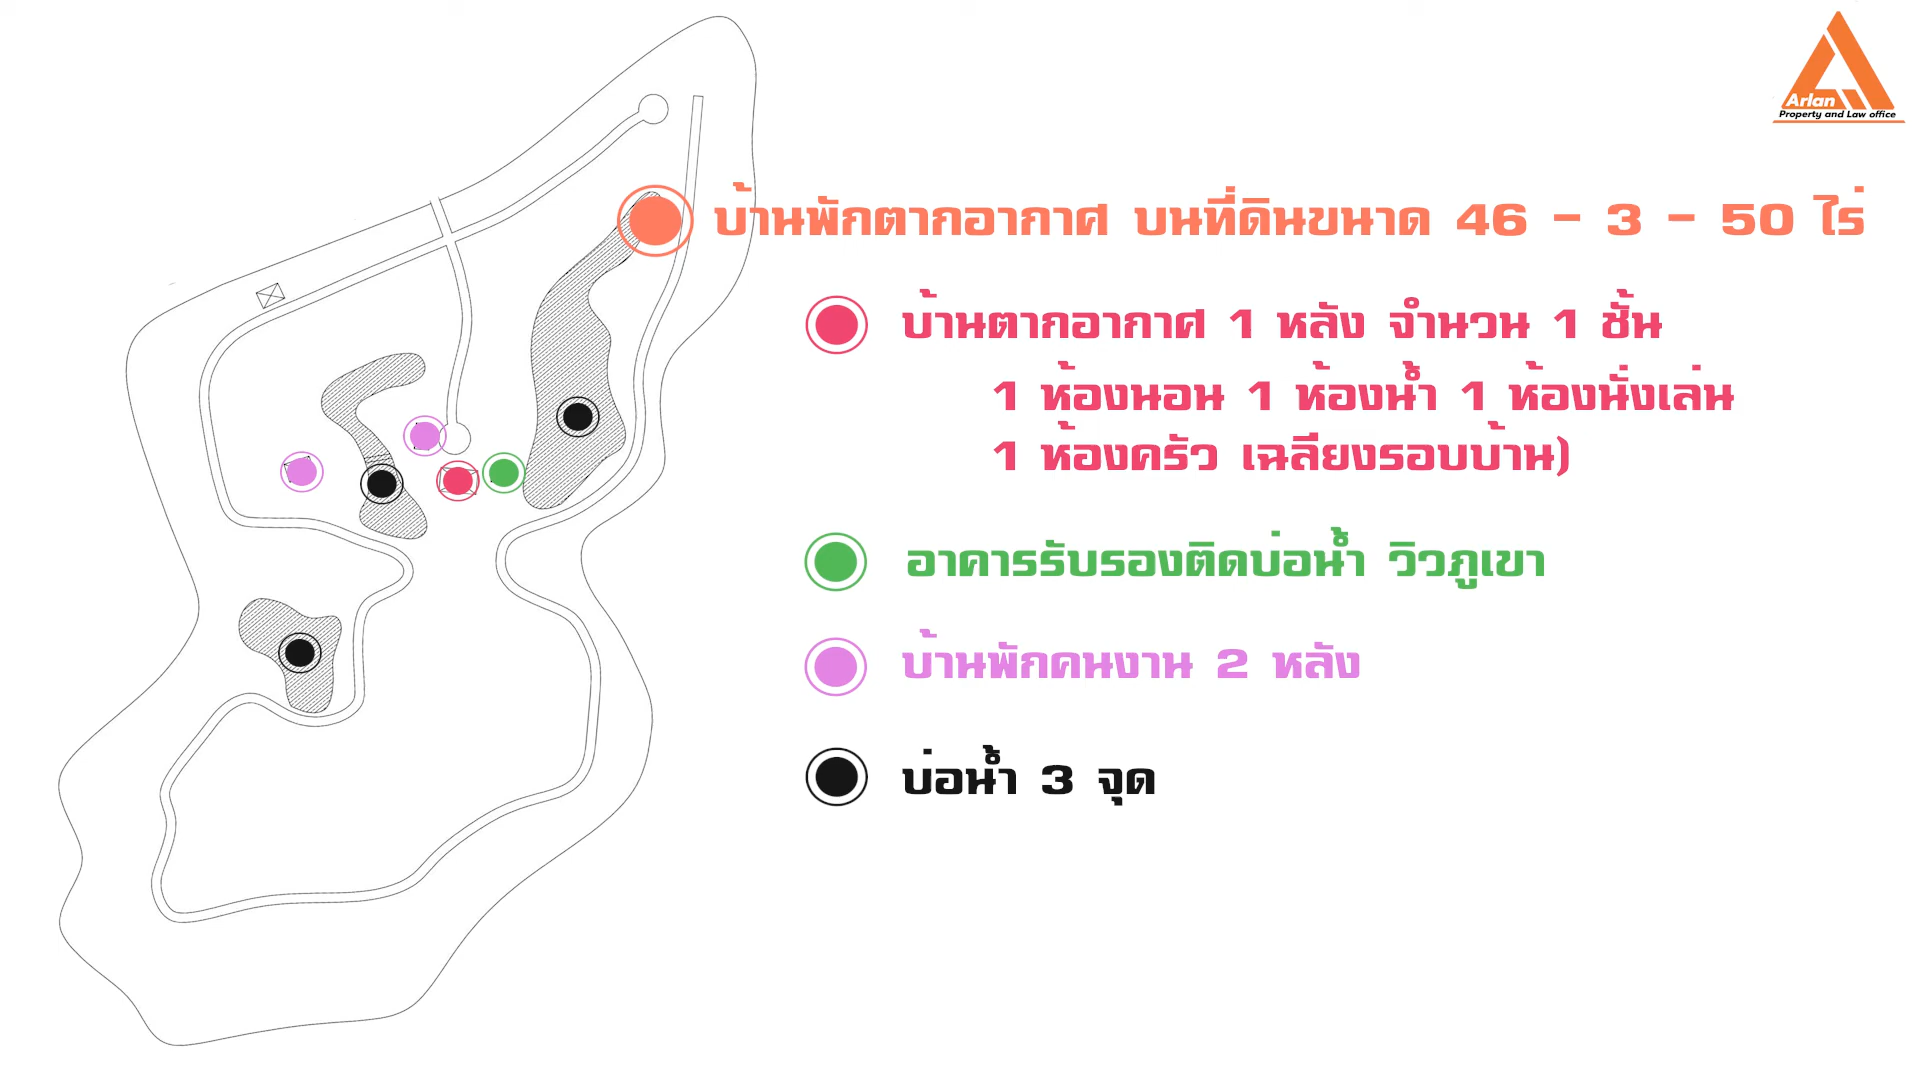 Arlan
Property and Law office
บ้านพักตากอากาศ บนที่ดินขนาด 46 - 3 - 50 ไร่
บ้านตากอากาศ 1 หลัง จำนวน 1 ชั้น
1 ห้องนอน 1 ห้องน้ำ 1 ห้องนั่งเล่น
1 ห้องครัว เฉลียงรอบบ้าน)
อาคารรับรองติดบ่อน้ำ วิวภูเขา
บ้านพักคนงาน 2 หลัง
บ่อน้ำ 3 จุด